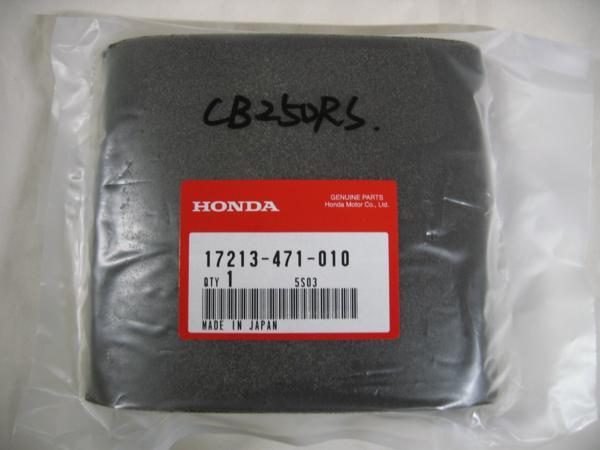 CB250RS.
HONDA
GENUINE PARTS
Honda Motor Co., Ltd.
17213-471-010
QTY 1 5S03
MADE IN JAPAN